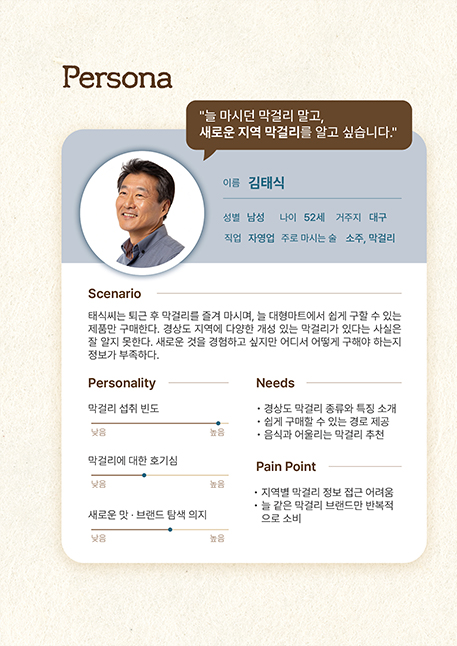 Persona
"늘 마시던 막걸리 말고,
새로운 지역 막걸리를 알고 싶습니다."
이름 김태식
성별 남성 나이 52세 거주지 대구
직업 자영업 주로 마시는 술 소주, 막걸리
Scenario
태식씨는 퇴근 후 막걸리를 즐겨 마시며, 늘 대형마트에서 쉽게 구할 수 있는
제품만 구매한다. 경상도 지역에 다양한 개성 있는 막걸리가 있다는 사실은
잘 알지 못한다. 새로운 것을 경험하고 싶지만 어디서 어떻게 구해야 하는지
정보가 부족하다.
Personality
막걸리 섭취 빈도
낮음 높음
막걸리에 대한 호기심
낮음 높음
새로운 맛 · 브랜드 탐색 의지
낮음 높음
Needs
• 경상도 막걸리 종류와 특징 소개
• 쉽게 구매할 수 있는 경로 제공
• 음식과 어울리는 막걸리 추천
Pain Point
• 지역별 막걸리 정보 접근 어려움
• 늘 같은 막걸리 브랜드만 반복적
으로 소비